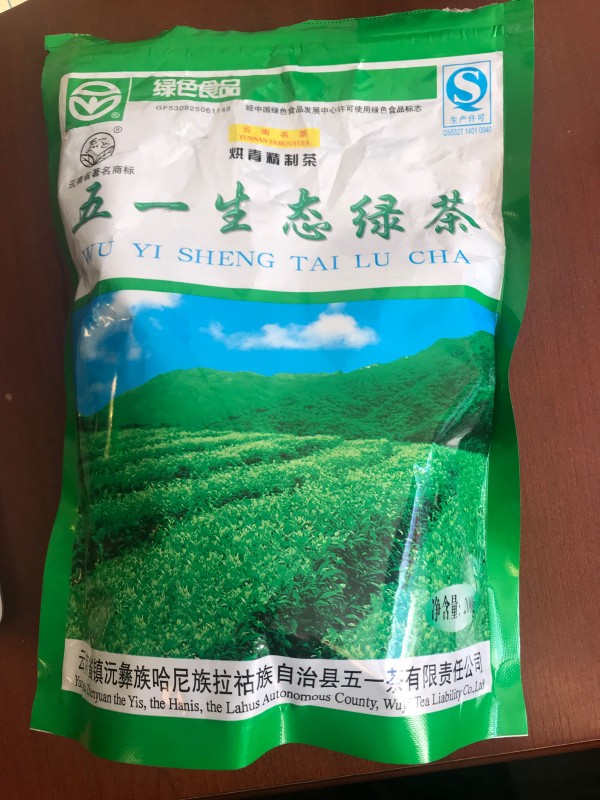 绿色食品
GF530825061149 经中国绿色食品发展中心许可使用绿色食品标志
生产许可
QS5327 1401 0040
云南名茶
YUNNAN FAMOUSTEA
烘青精制茶
云南省著名商标
五一生态绿茶
WU YI SHENG TAI LU CHA
净含量:
云南省镇沅彝族哈尼族拉祜族自治县五一茶有限责任公司
the Yis, the Hanis, the Lahus Autonomous County, Wuyi Tea Liability Co.,Ltd